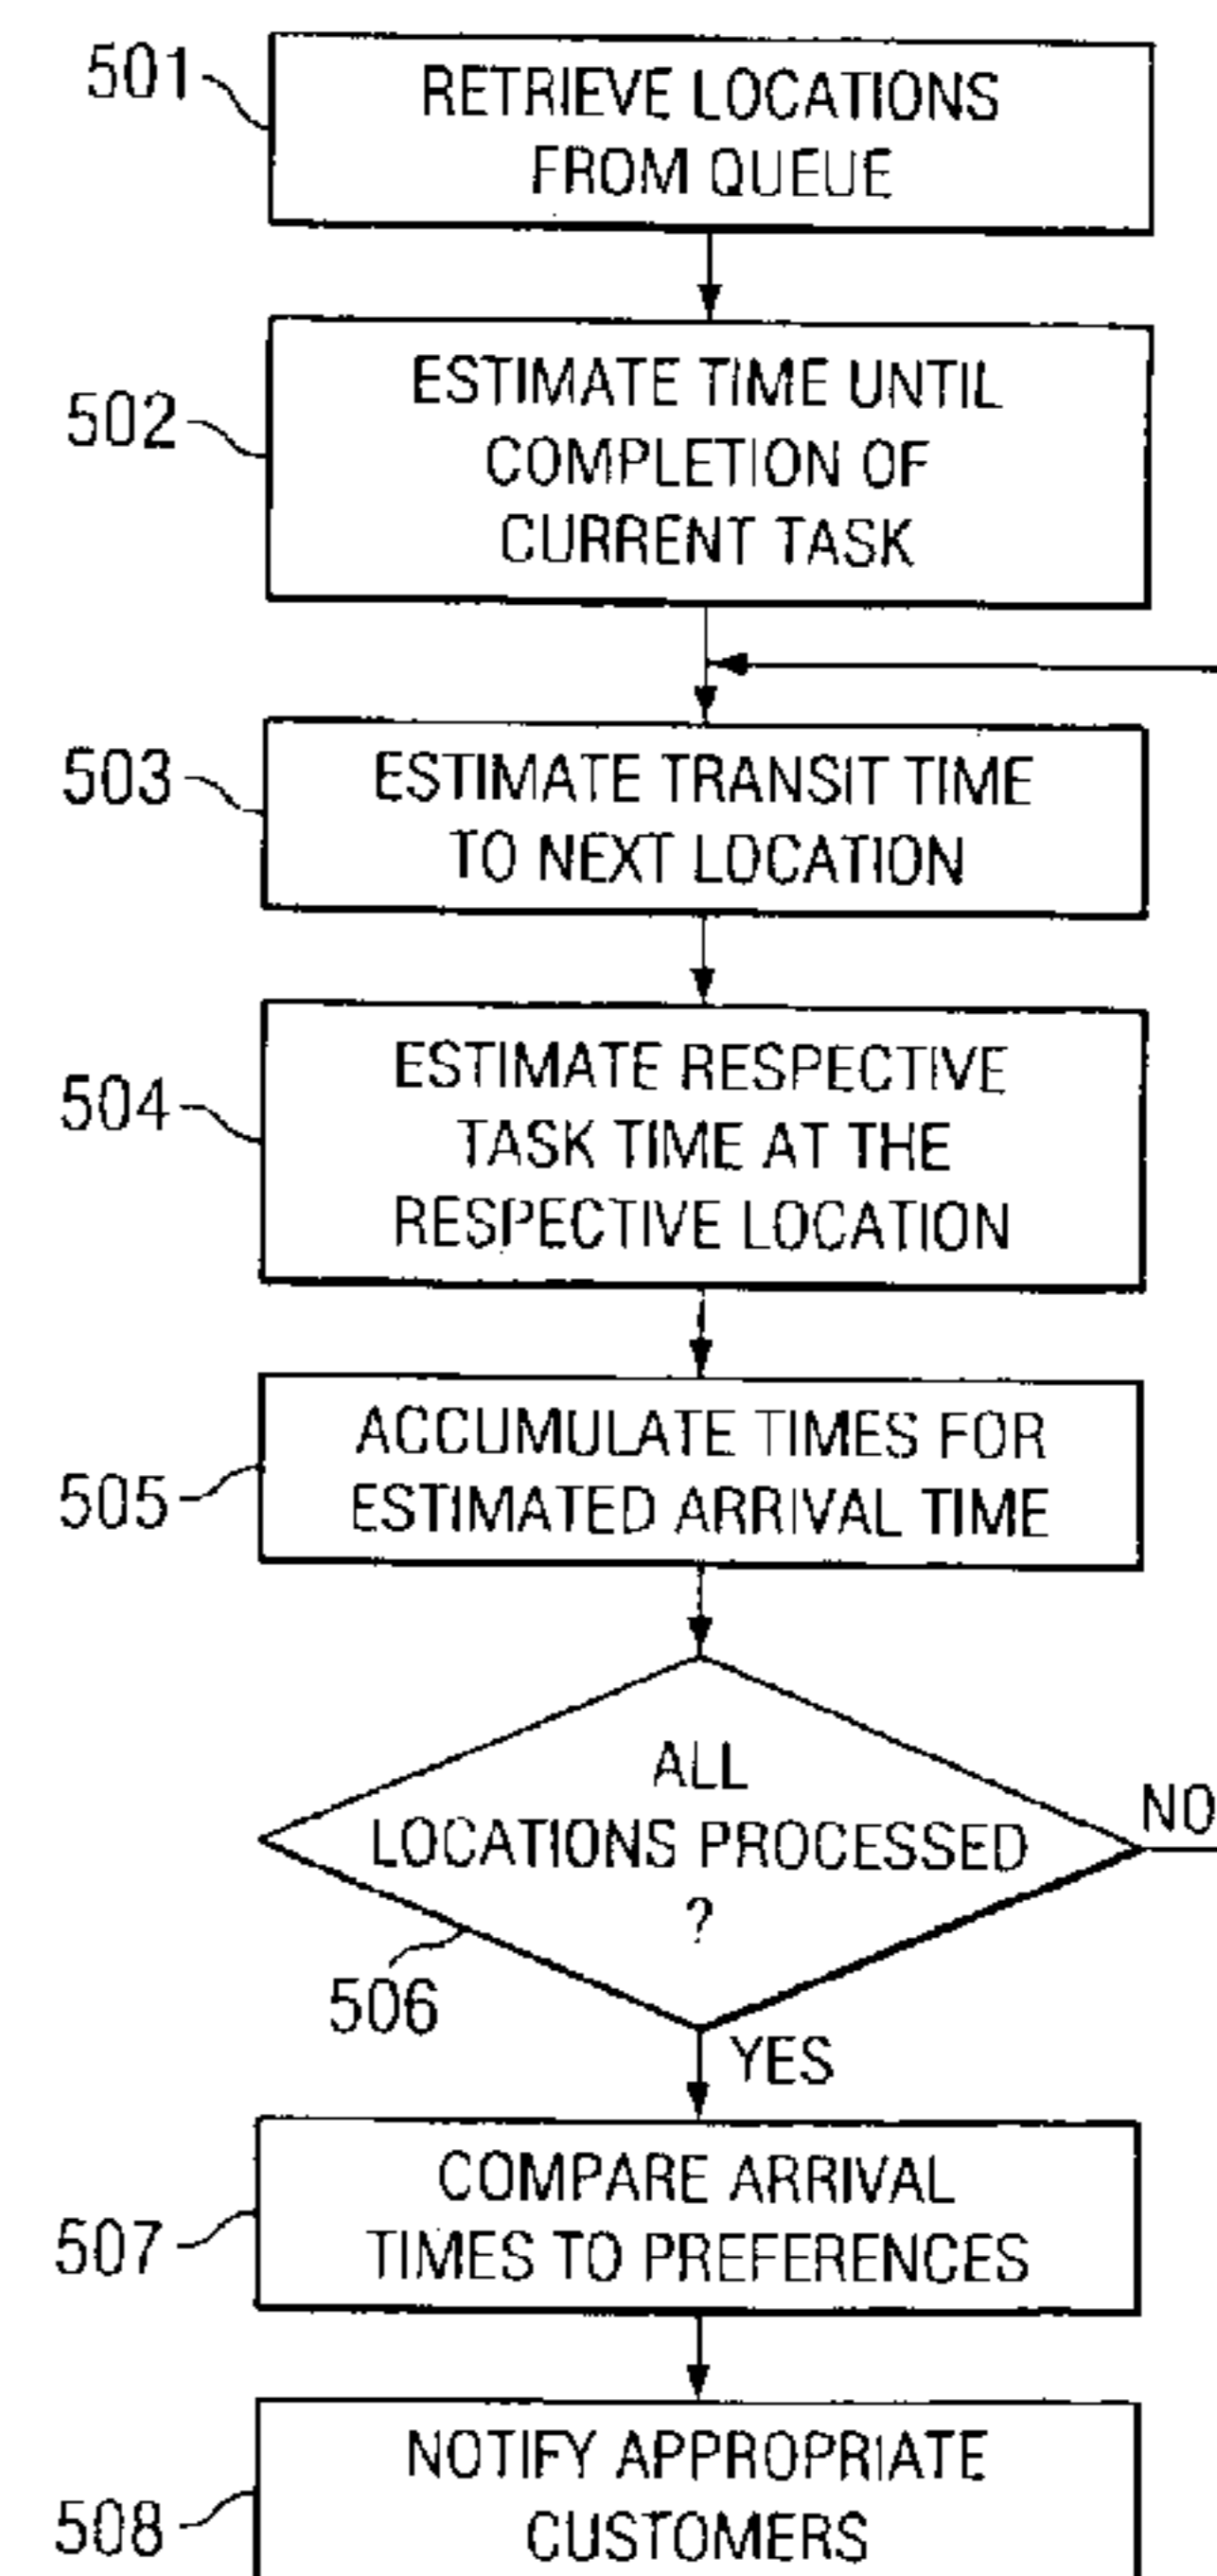 501
RETRIEVE LOCATIONS
FROM QUEUE
502
ESTIMATE TIME UNTIL
COMPLETION OF
CURRENT TASK
503
ESTIMATE TRANSIT TIME
TO NEXT LOCATION
504
ESTIMATE RESPECTIVE
TASK TIME AT THE
RESPECTIVE LOCATION
505
ACCUMULATE TIMES FOR
ESTIMATED ARRIVAL TIME
ALL
LOCATIONS PROCESSED
?
NO
506
YES
507
COMPARE ARRIVAL
TIMES TO PREFERENCES
508
NOTIFY APPROPRIATE
CUSTOMERS